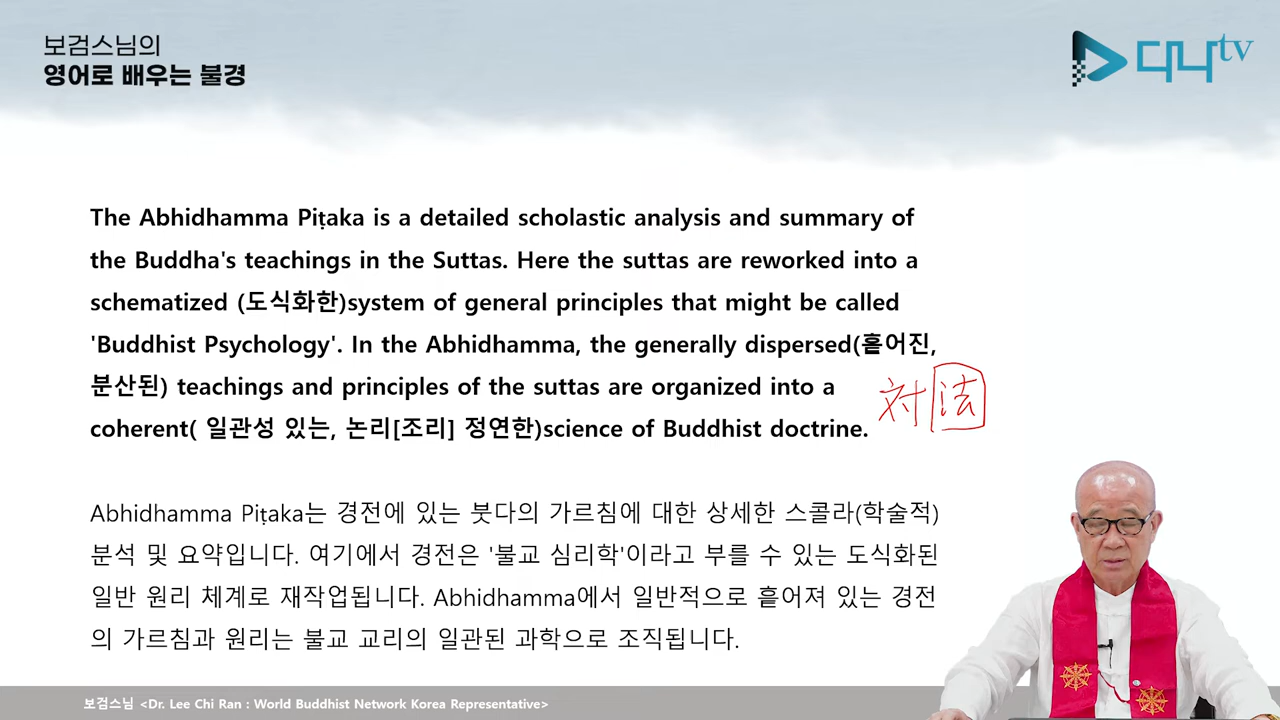 보검스님의
영어로 배우는 불경
디나tv
The Abhidhamma Piṭaka is a detailed scholastic analysis and summary of
the Buddha's teachings in the Suttas. Here the suttas are reworked into a
schematized (도식화한)system of general principles that might be called
'Buddhist Psychology'. In the Abhidhamma, the generally dispersed(흩어진,
분산된) teachings and principles of the suttas are organized into a
coherent( 일관성 있는, 논리[조리] 정연한)science of Buddhist doctrine.
対法
Abhidhamma Piṭaka는 경전에 있는 붓다의 가르침에 대한 상세한 스콜라(학술적)
분석 및 요약입니다. 여기에서 경전은 '불교 심리학'이라고 부를 수 있는 도식화된
일반 원리 체계로 재작업됩니다. Abhidhamma에서 일반적으로 흩어져 있는 경전
의 가르침과 원리는 불교 교리의 일관된 과학으로 조직됩니다.
보검스님 <Dr. Lee Chi Ran : World Buddhist Network Korea Representative>